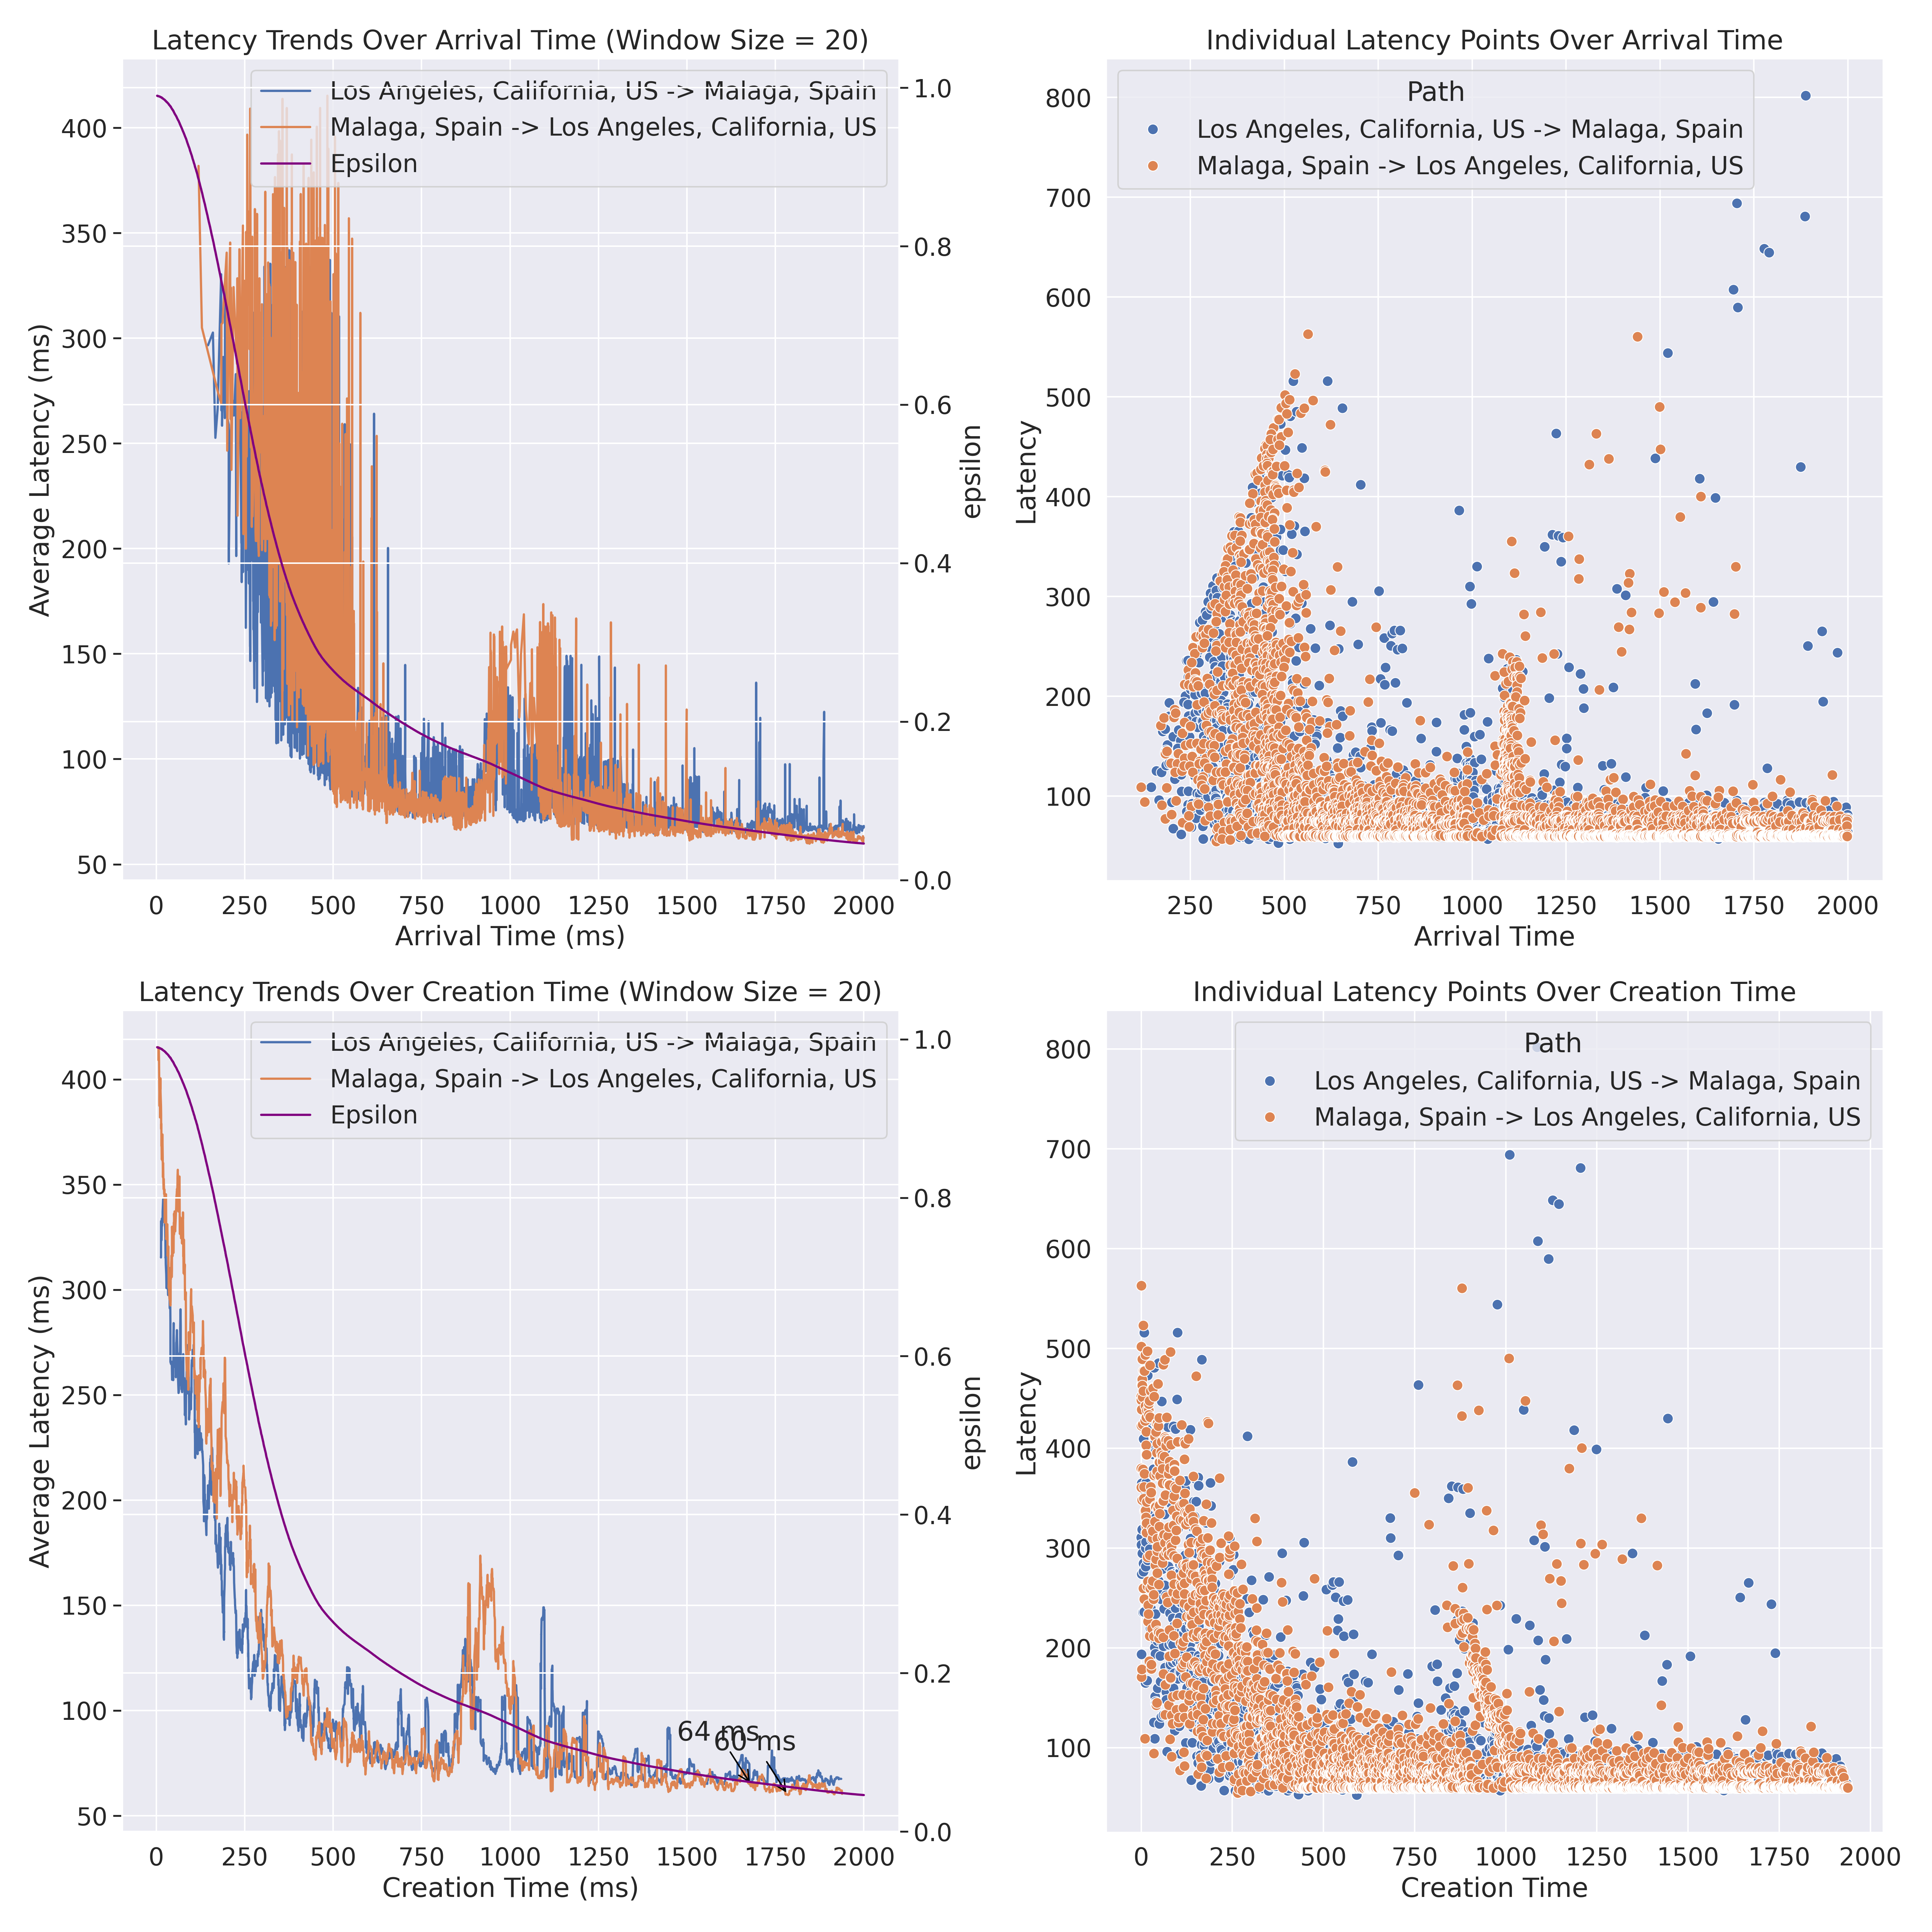 Latency Trends Over Arrival Time (Window Size = 20)
Los Angeles, California, US -> Malaga, Spain
Malaga, Spain -> Los Angeles, California, US
Epsilon
400
350
300
250
200
150
100
50
Average Latency (ms)
1.0
0.8
0.6
0.4
0.2
0.0
epsilon
0 250 500 750 1000 1250 1500 1750 2000
Arrival Time (ms)
Individual Latency Points Over Arrival Time
Path
Los Angeles, California, US -> Malaga, Spain
Malaga, Spain -> Los Angeles, California, US
800
700
600
500
400
300
200
100
Latency
250 500 750 1000 1250 1500 1750 2000
Arrival Time
Latency Trends Over Creation Time (Window Size = 20)
Los Angeles, California, US -> Malaga, Spain
Malaga, Spain -> Los Angeles, California, US
Epsilon
400
350
300
250
200
150
100
50
Average Latency (ms)
64 ms
60 ms
1.0
0.8
0.6
0.4
0.2
0.0
epsilon
0 250 500 750 1000 1250 1500 1750 2000
Creation Time (ms)
Individual Latency Points Over Creation Time
Path
Los Angeles, California, US -> Malaga, Spain
Malaga, Spain -> Los Angeles, California, US
800
700
600
500
400
300
200
100
Latency
0 250 500 750 1000 1250 1500 1750 2000
Creation Time